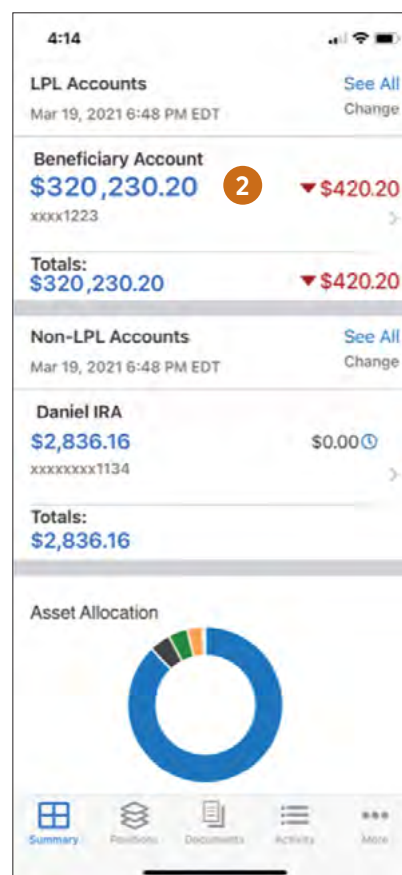 4:14
LPL Accounts See All
Mar 19, 2021 6:48 PM EDT Change
Beneficiary Account
$320,230.20 2 ▼$420.20
xxxx1223
Totals:
$320,230.20 ▼$420.20
Non-LPL Accounts See All
Mar 19, 2021 6:48 PM EDT Change
Daniel IRA
$2,836.16 $0.00
xxxxxxxx1134
Totals:
$2,836.16
Asset Allocation
Summary Positions Documents Activity More